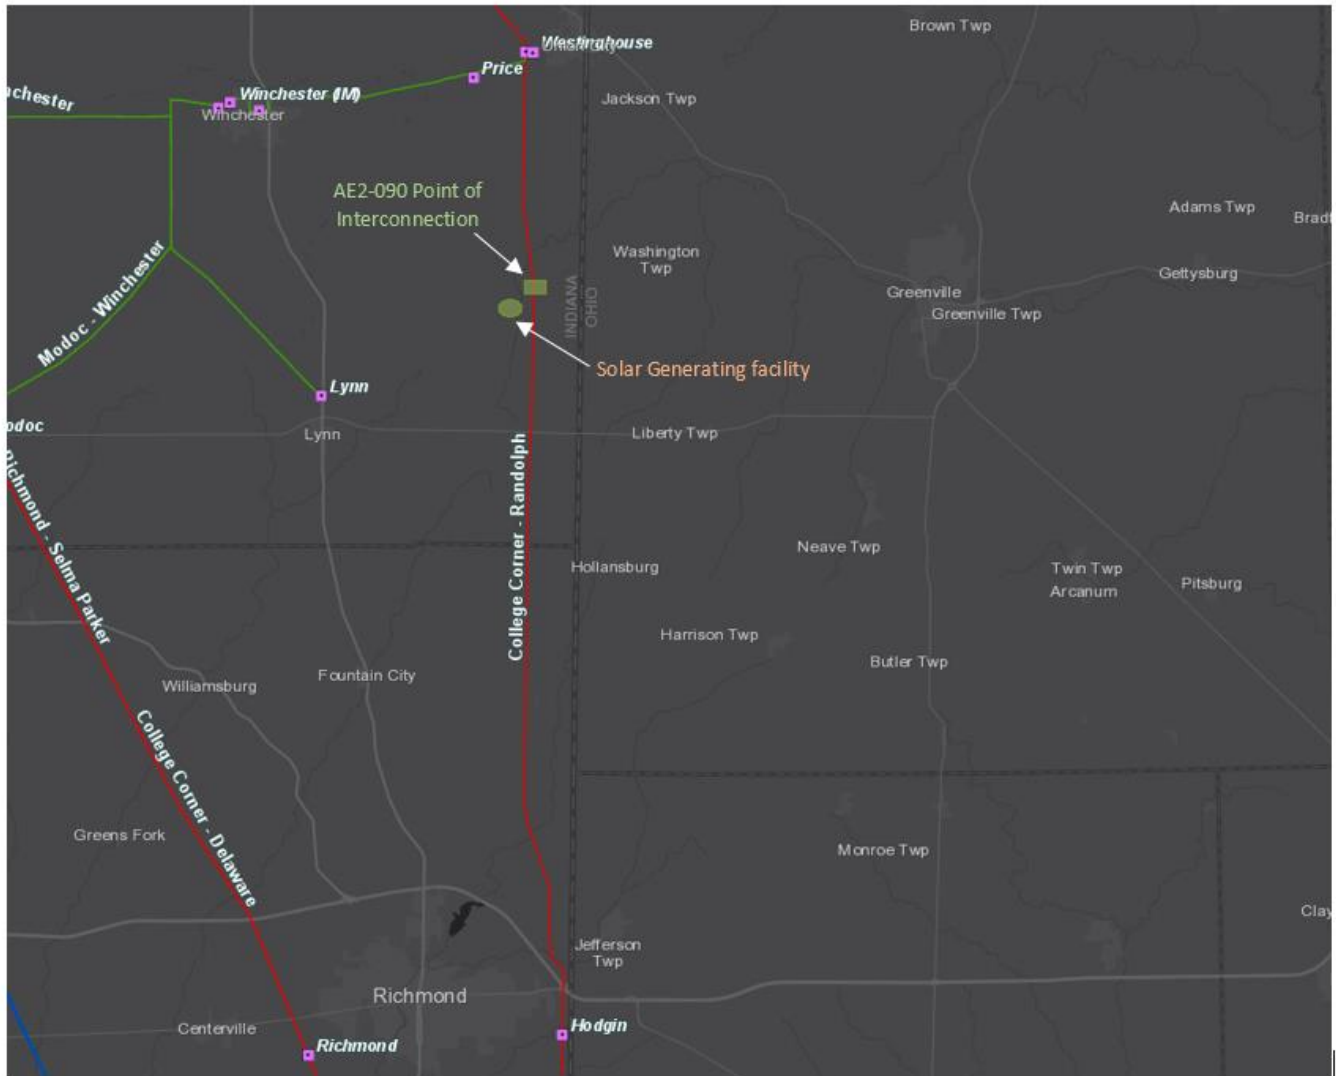 Brown Twp
Westinghouse
Price
Jackson Twp
Winchester (IM)
Winchester
AE2-090 Point of
Interconnection
Adams Twp
Washington
Twp
Gettysburg
INDIANA
OHIO
Greenville
Greenville Twp
Modoc - Winchester
Solar Generating facility
Lynn
Lynn
Liberty Twp
College Corner - Randolph
Richmond - Selma Parker
Neave Twp
Hollansburg
Twin Twp
Arcanum
Pitsburg
Harrison Twp
Butler Twp
Fountain City
Williamsburg
College Corner - Delaware
Greens Fork
Monroe Twp
Clay
Jefferson
Twp
Richmond
Centerville
Hodgin
Richmond